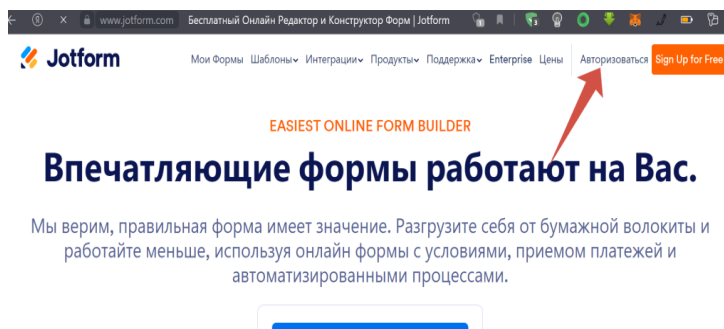 www.jotform.com Бесплатный Онлайн Редактор и Конструктор Форм | Jotform
Jotform Мои Формы Шаблоны Интеграции Продукты Поддержка Enterprise Цены Авторизоваться Sign Up for Free
EASIEST ONLINE FORM BUILDER
Впечатляющие формы работают на Вас.
Мы верим, правильная форма имеет значение. Разгрузите себя от бумажной волокиты и
работайте меньше, используя онлайн формы с условиями, приемом платежей и
автоматизированными процессами.